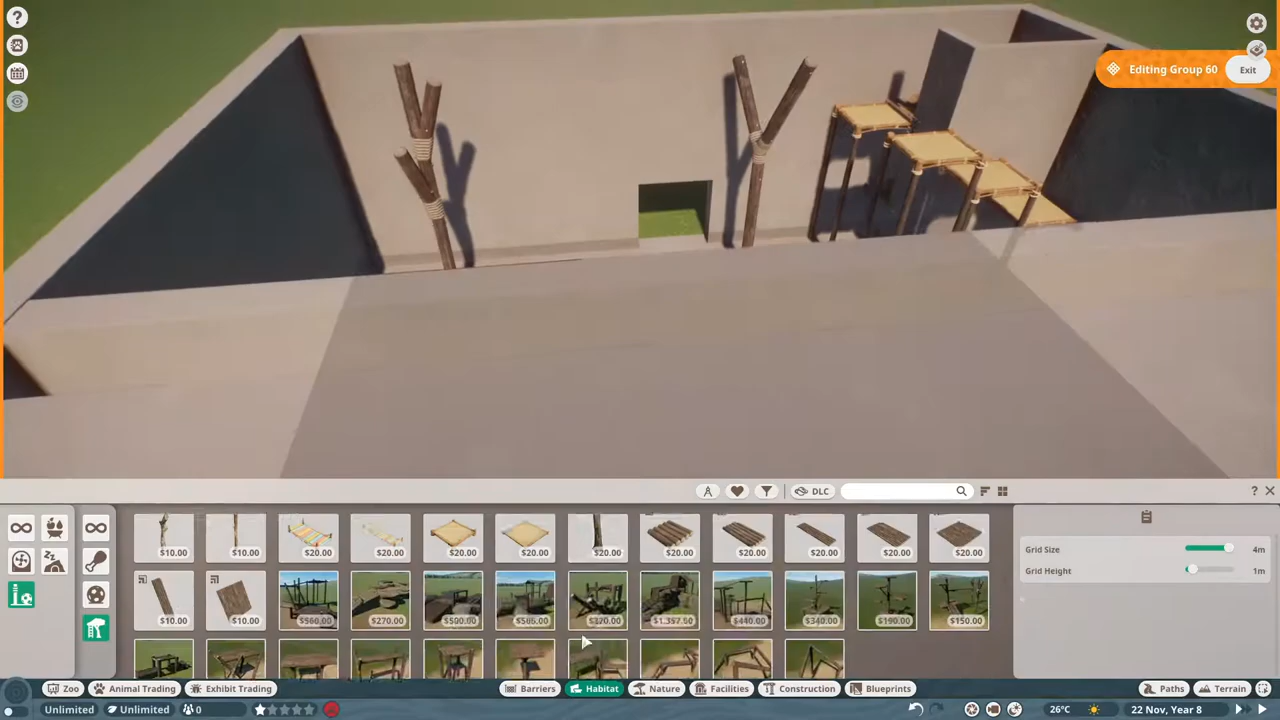 ?
Editing Group 60
Exit
DLC
? ×
$10.00 $10.00 $20.00 $20.00 $20.00 $20.00 $20.00 $20.00 $20.00 $20.00 $20.00 $20.00
Grid Size 4m
Grid Height 1m
$10.00 $10.00 $560.00 $270.00 $500.00 $320.00 $1,357.50 $440.00 $340.00 $190.00 $150.00
Zoo Animal Trading Exhibit Trading Barriers Habitat Nature Facilities Construction Blueprints Paths Terrain
Unlimited Unlimited 0 26°C 22 Nov, Year 8